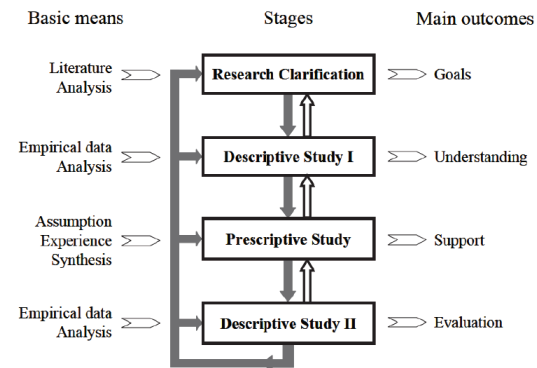 Basic means
Stages
Main outcomes
Literature
Analysis
Research Clarification
Goals
Empirical data
Analysis
Descriptive Study I
Understanding
Assumption
Experience
Synthesis
Prescriptive Study
Support
Empirical data
Analysis
Descriptive Study II
Evaluation